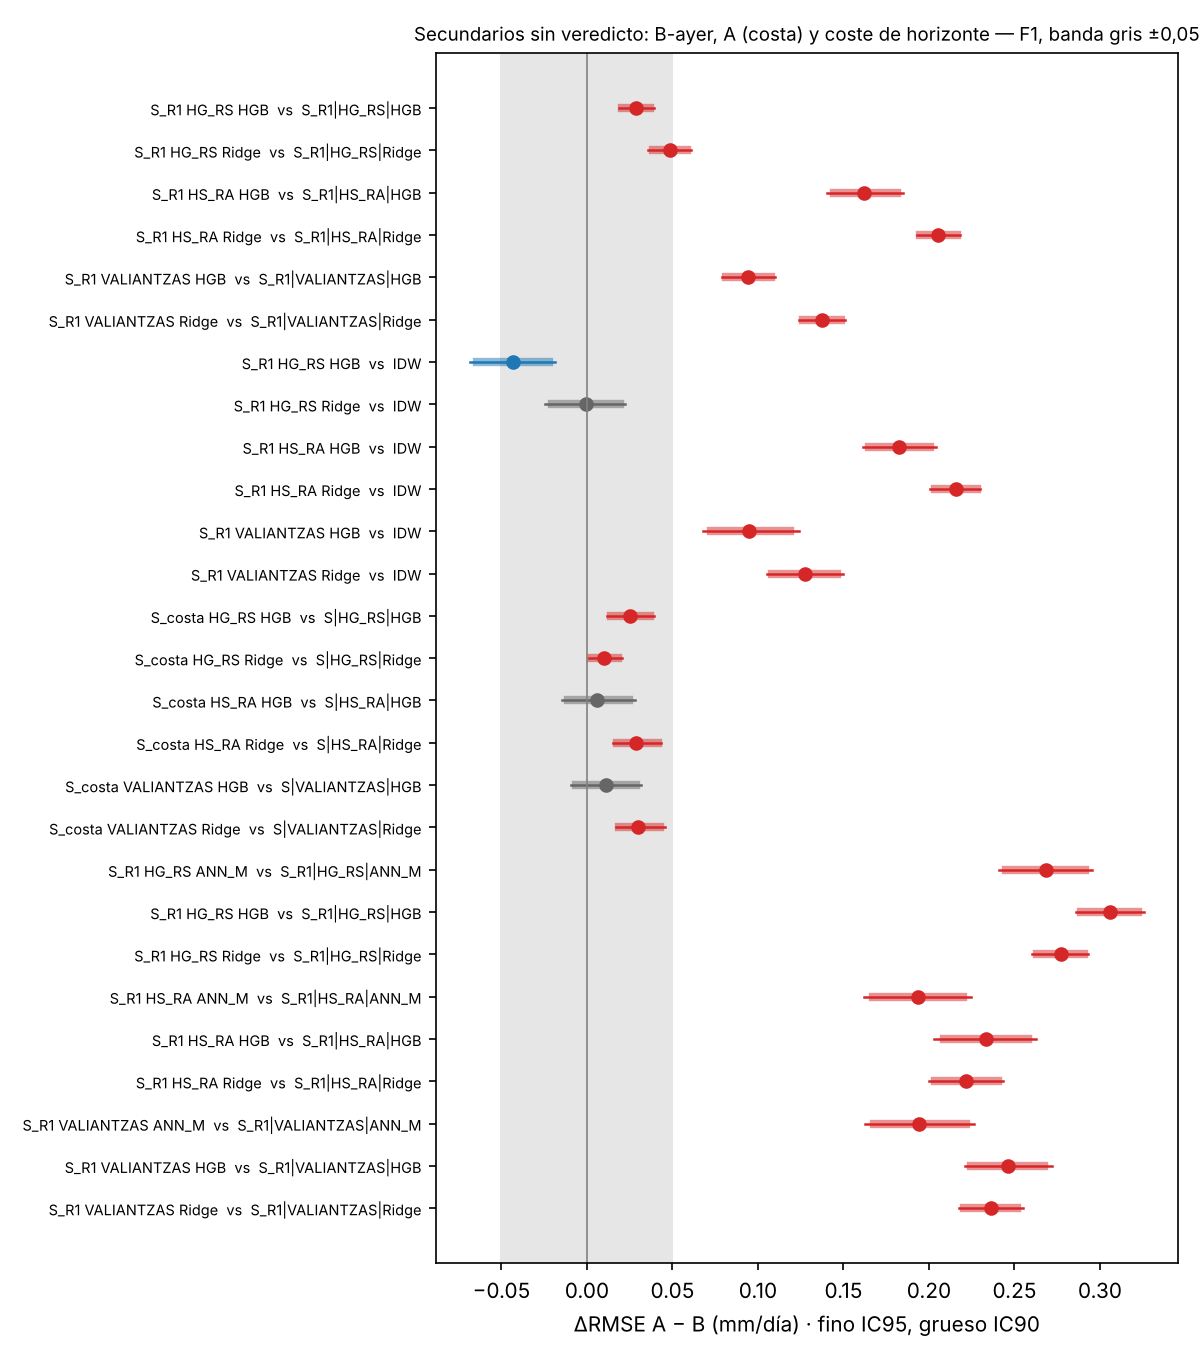 Secundarios sin veredicto: B-ayer, A (costa) y coste de horizonte — F1, banda gris ±0,05
S_R1 HG_RS HGB vs S_R1|HG_RS|HGB
S_R1 HG_RS Ridge vs S_R1|HG_RS|Ridge
S_R1 HS_RA HGB vs S_R1|HS_RA|HGB
S_R1 HS_RA Ridge vs S_R1|HS_RA|Ridge
S_R1 VALIANTZAS HGB vs S_R1|VALIANTZAS|HGB
S_R1 VALIANTZAS Ridge vs S_R1|VALIANTZAS|Ridge
S_R1 HG_RS HGB vs IDW
S_R1 HG_RS Ridge vs IDW
S_R1 HS_RA HGB vs IDW
S_R1 HS_RA Ridge vs IDW
S_R1 VALIANTZAS HGB vs IDW
S_R1 VALIANTZAS Ridge vs IDW
S_costa HG_RS HGB vs S|HG_RS|HGB
S_costa HG_RS Ridge vs S|HG_RS|Ridge
S_costa HS_RA HGB vs S|HS_RA|HGB
S_costa HS_RA Ridge vs S|HS_RA|Ridge
S_costa VALIANTZAS HGB vs S|VALIANTZAS|HGB
S_costa VALIANTZAS Ridge vs S|VALIANTZAS|Ridge
S_R1 HG_RS ANN_M vs S_R1|HG_RS|ANN_M
S_R1 HG_RS HGB vs S_R1|HG_RS|HGB
S_R1 HG_RS Ridge vs S_R1|HG_RS|Ridge
S_R1 HS_RA ANN_M vs S_R1|HS_RA|ANN_M
S_R1 HS_RA HGB vs S_R1|HS_RA|HGB
S_R1 HS_RA Ridge vs S_R1|HS_RA|Ridge
S_R1 VALIANTZAS ANN_M vs S_R1|VALIANTZAS|ANN_M
S_R1 VALIANTZAS HGB vs S_R1|VALIANTZAS|HGB
S_R1 VALIANTZAS Ridge vs S_R1|VALIANTZAS|Ridge
−0.05 0.00 0.05 0.10 0.15 0.20 0.25 0.30
ΔRMSE A − B (mm/día) · fino IC95, grueso IC90